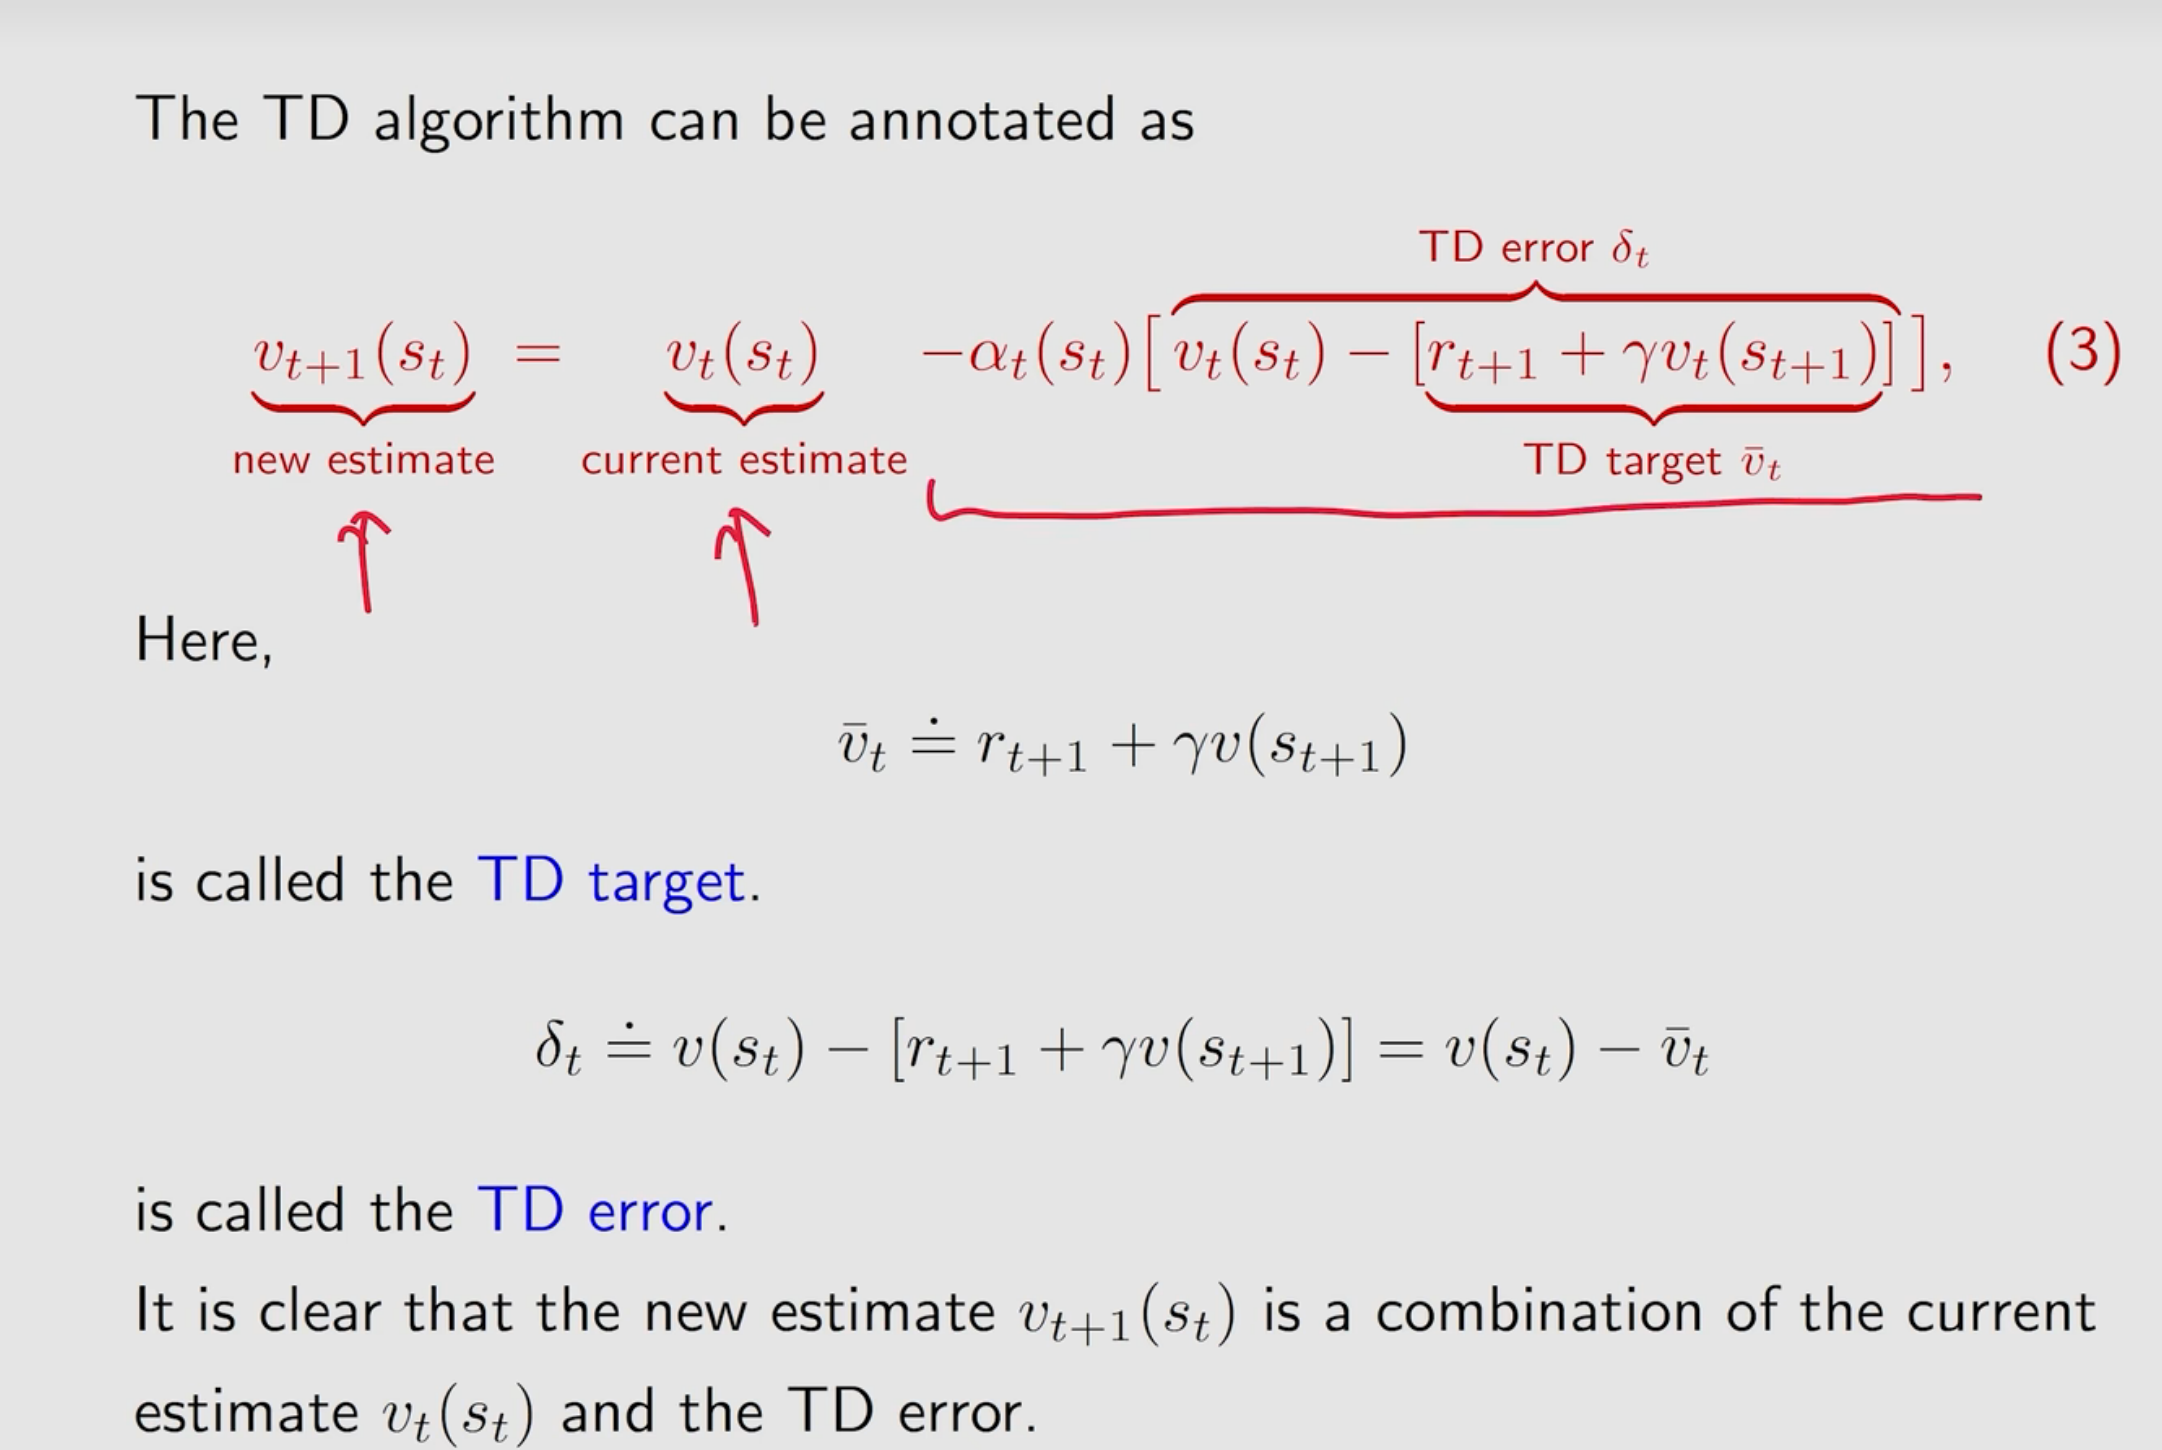 The TD algorithm can be annotated as
TD error δ_t
v_{t+1}(s_t) = v_t(s_t) −α_t(s_t)[v_t(s_t) − [r_{t+1} + γv_t(s_{t+1})]], (3)
new estimate current estimate TD target v̄_t
Here,
v̄_t ≐ r_{t+1} + γv(s_{t+1})
is called the TD target.
δ_t ≐ v(s_t) − [r_{t+1} + γv(s_{t+1})] = v(s_t) − v̄_t
is called the TD error.
It is clear that the new estimate v_{t+1}(s_t) is a combination of the current
estimate v_t(s_t) and the TD error.